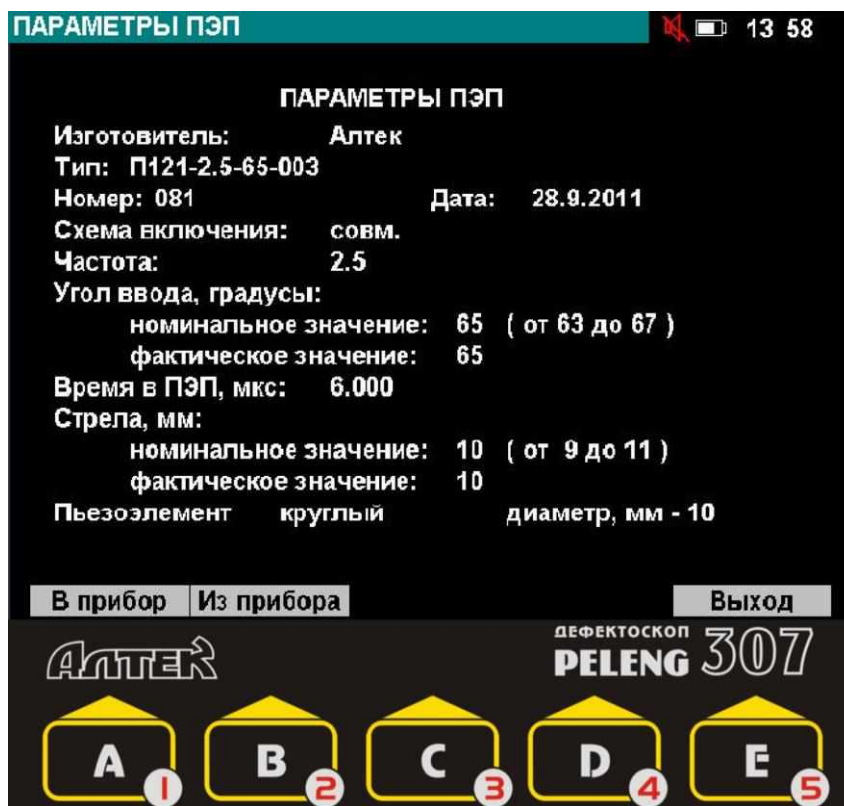 ПАРАМЕТРЫ ПЭП 13 58
ПАРАМЕТРЫ ПЭП
Изготовитель: Алтек
Тип: П121-2.5-65-003
Номер: 081 Дата: 28.9.2011
Схема включения: совм.
Частота: 2.5
Угол ввода, градусы:
номинальное значение: 65 ( от 63 до 67 )
фактическое значение: 65
Время в ПЭП, мкс: 6.000
Стрела, мм:
номинальное значение: 10 ( от 9 до 11 )
фактическое значение: 10
Пьезоэлемент круглый диаметр, мм - 10
В прибор Из прибора Выход
АЛТЕК ДЕФЕКТОСКОП
PELENG 307
A B C D E
1 2 3 4 5